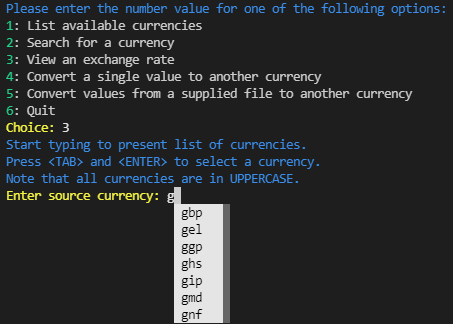 Please enter the number value for one of the following options:
1: List available currencies
2: Search for a currency
3: View an exchange rate
4: Convert a single value to another currency
5: Convert values from a supplied file to another currency
6: Quit
Choice: 3
Start typing to present list of currencies.
Press <TAB> and <ENTER> to select a currency.
Note that all currencies are in UPPERCASE.
Enter source currency: g
gbp
gel
ggp
ghs
gip
gmd
gnf